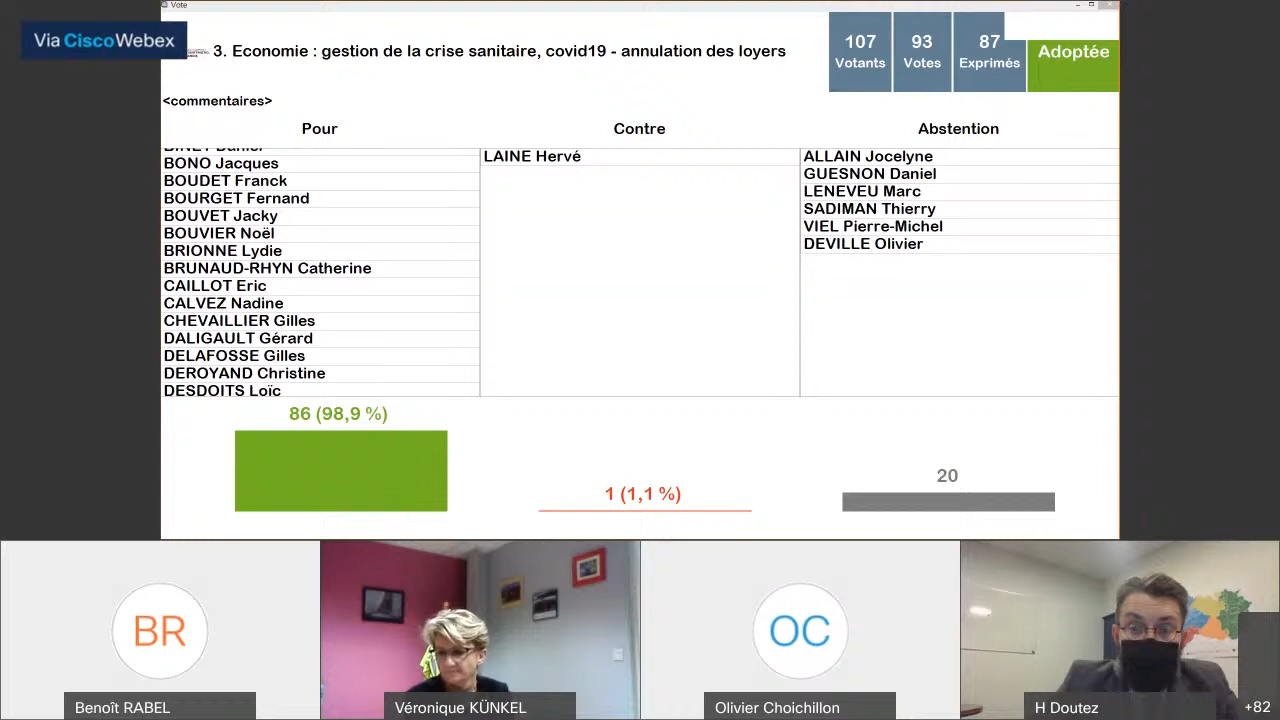 Vote
Via Cisco Webex
3. Economie : gestion de la crise sanitaire, covid19 - annulation des loyers
107
Votants
93
Votes
87
Exprimés
Adoptée
<commentaires>
Pour
Contre
Abstention
BINET Daniel
BONO Jacques
BOUDET Franck
BOURGET Fernand
BOUVET Jacky
BOUVIER Noël
BRIONNE Lydie
BRUNAUD-RHYN Catherine
CAILLOT Eric
CALVEZ Nadine
CHEVAILLIER Gilles
DALIGAULT Gérard
DELAFOSSE Gilles
DEROYAND Christine
DESDOITS Loïc
LAINE Hervé
ALLAIN Jocelyne
GUESNON Daniel
LENEVEU Marc
SADIMAN Thierry
VIEL Pierre-Michel
DEVILLE Olivier
86 (98,9 %)
1 (1,1 %)
20
BR
OC
Benoît RABEL
Véronique KÜNKEL
Olivier Choichillon
H Doutez
+82